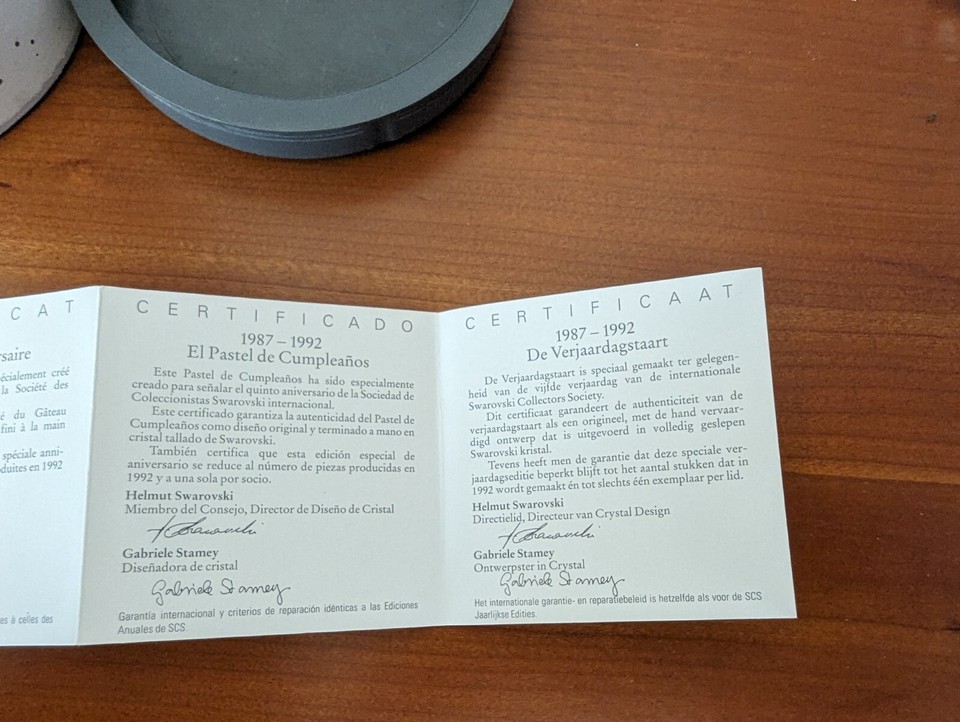 CAT
rsaire
écialement créé
la Société des
é du Gâteau
fini à la main
spéciale anni-
duites en 1992
es à celles des
CERTIFICADO
1987 – 1992
El Pastel de Cumpleaños
Este Pastel de Cumpleaños ha sido especialmente
creado para señalar el quinto aniversario de la Sociedad de
Coleccionistas Swarovski internacional.
Este certificado garantiza la autenticidad del Pastel de
Cumpleaños como diseño original y terminado a mano en
cristal tallado de Swarovski.
También certifica que esta edición especial de
aniversario se reduce al número de piezas producidas en
1992 y a una sola por socio.
Helmut Swarovski
Miembro del Consejo, Director de Diseño de Cristal
Gabriele Stamey
Diseñadora de cristal
Gabriele Stamey
Garantía internacional y criterios de reparación idénticas a las Ediciones
Anuales de SCS.
CERTIFICAAT
1987 – 1992
De Verjaardagstaart
De Verjaardagstaart is speciaal gemaakt ter gelegen-
heid van de vijfde verjaardag van de internationale
Swarovski Collectors Society.
Dit certificaat garandeert de authenticiteit van de
verjaardagstaart als een origineel, met de hand vervaar-
digd ontwerp dat is uitgevoerd in volledig geslepen
Swarovski kristal.
Tevens heeft men de garantie dat deze speciale ver-
jaardagseditie beperkt blijft tot het aantal stukken dat in
1992 wordt gemaakt én tot slechts één exemplaar per lid.
Helmut Swarovski
Directielid, Directeur van Crystal Design
Gabriele Stamey
Ontwerpster in Crystal
Gabriele Stamey
Het internationale garantie- en reparatiebeleid is hetzelfde als voor de SCS
Jaarlijkse Edities.